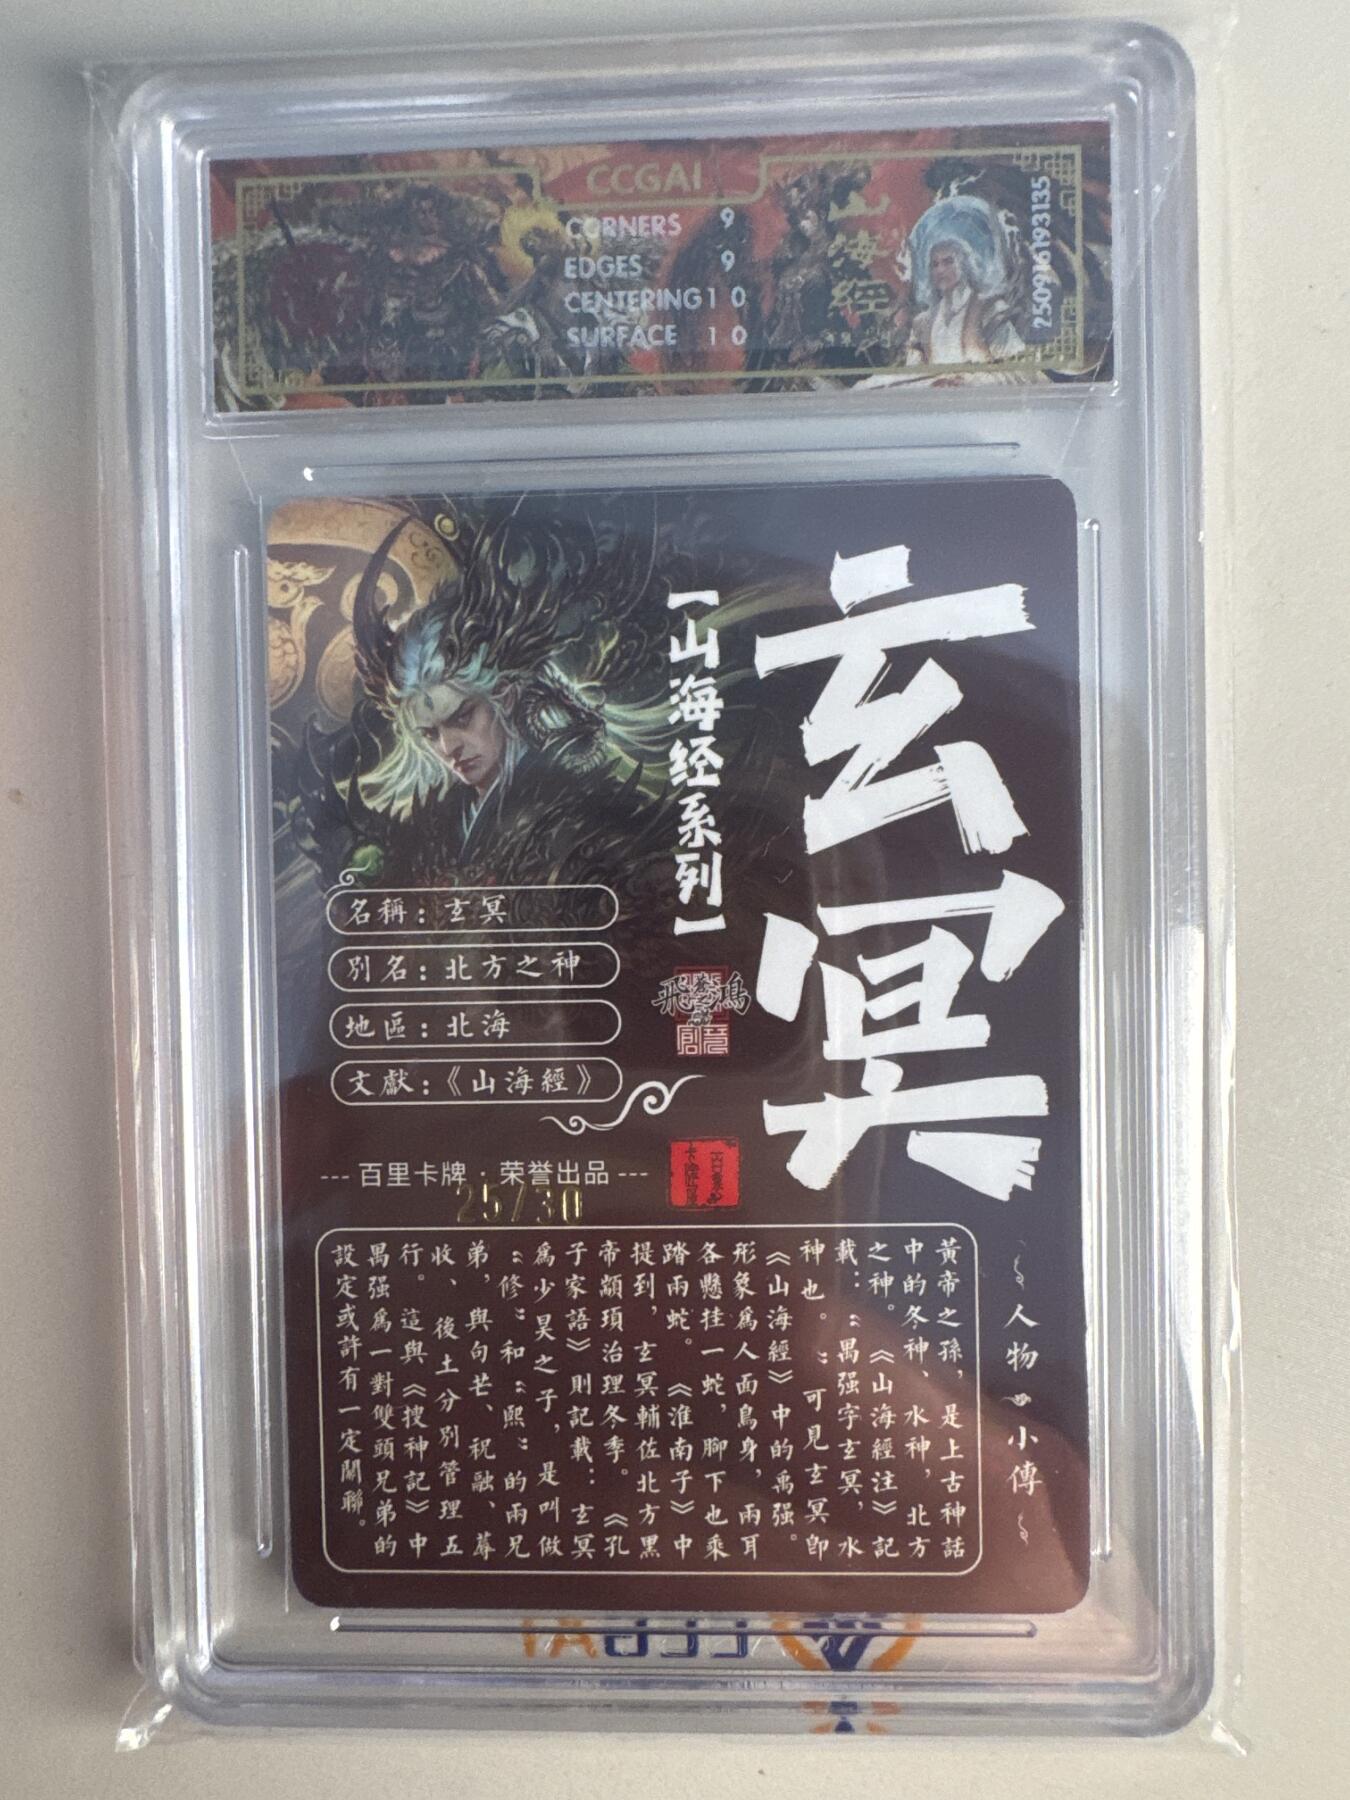 CCGAI
CORNERS 9
EDGES 9
CENTERING 10
SURFACE 10
山海經
250916193135
玄冥
【山海经系列】
飛鴻
名稱：玄冥
別名：北方之神
地區：北海
文獻：《山海經》
--- 百里卡牌 · 荣誉出品 ---
25/30
人物小傳
黃帝之孫，是上古神話
中的冬神、水神，北方
之神。《山海經注》記
載：“禺强字玄冥，水
神也。”可見玄冥即
《山海經》中的禹强。
形象爲人面鳥身，兩耳
各懸挂一蛇，腳下也乘
踏兩蛇。《淮南子》中
提到，玄冥輔佐北方黑
帝顓頊治理冬季。《孔
子家語》則記載：玄冥
爲少昊之子，是叫做
“修”和“熙”的兩兄
弟，與句芒、祝融、蓐
收、後土分別管理五
行。這與《搜神記》中
禺强爲一對雙頭兄弟的
設定或許有一定關聯。
CCGAI